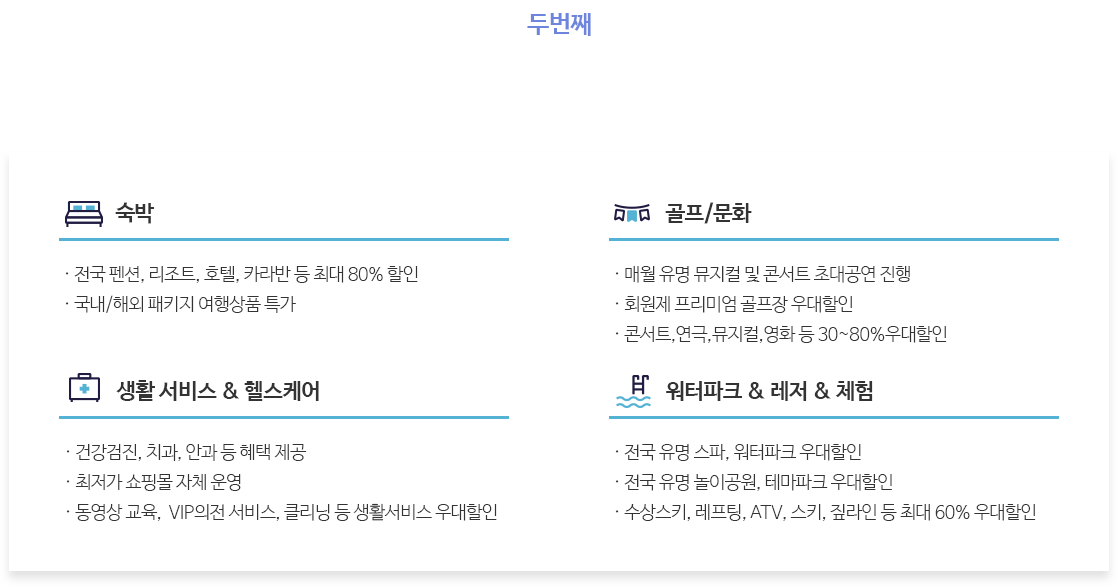 두번째
숙박
· 전국 펜션, 리조트, 호텔, 카라반 등 최대 80% 할인
· 국내/해외 패키지 여행상품 특가
골프/문화
· 매월 유명 뮤지컬 및 콘서트 초대공연 진행
· 회원제 프리미엄 골프장 우대할인
· 콘서트,연극,뮤지컬,영화 등 30~80%우대할인
생활 서비스 & 헬스케어
· 건강검진, 치과, 안과 등 혜택 제공
· 최저가 쇼핑몰 자체 운영
· 동영상 교육,  VIP의전 서비스, 클리닝 등 생활서비스 우대할인
워터파크 & 레저 & 체험
· 전국 유명 스파, 워터파크 우대할인
· 전국 유명 놀이공원, 테마파크 우대할인
· 수상스키, 레프팅, ATV, 스키, 짚라인 등 최대 60% 우대할인